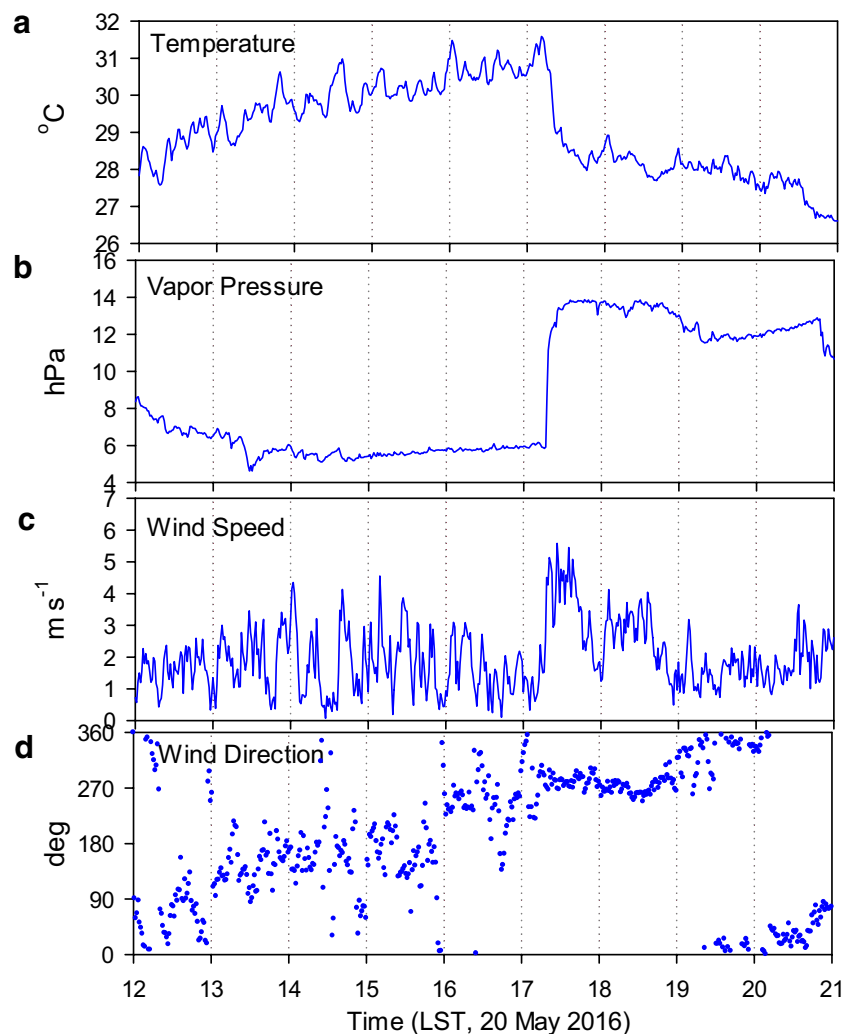 a
Temperature
32
31
30
29
28
27
26
°C
b
Vapor Pressure
16
14
12
10
8
6
4
hPa
c
Wind Speed
7
6
5
4
3
2
1
0
m s⁻¹
d
Wind Direction
360
270
180
90
0
deg
12 13 14 15 16 17 18 19 20 21
Time (LST, 20 May 2016)